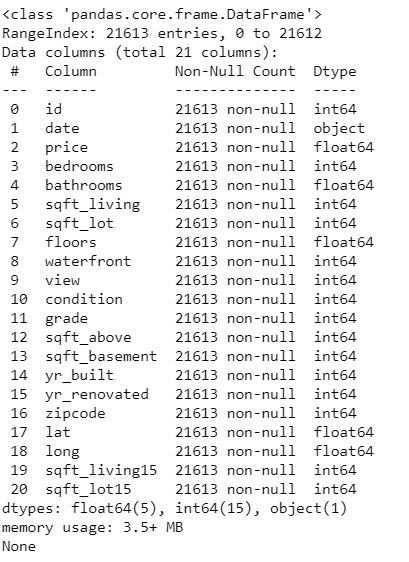 <class 'pandas.core.frame.DataFrame'>
RangeIndex: 21613 entries, 0 to 21612
Data columns (total 21 columns):
 #   Column         Non-Null Count  Dtype
---  ------         --------------  -----
 0   id             21613 non-null  int64
 1   date           21613 non-null  object
 2   price          21613 non-null  float64
 3   bedrooms       21613 non-null  int64
 4   bathrooms      21613 non-null  float64
 5   sqft_living    21613 non-null  int64
 6   sqft_lot       21613 non-null  int64
 7   floors         21613 non-null  float64
 8   waterfront     21613 non-null  int64
 9   view           21613 non-null  int64
 10  condition      21613 non-null  int64
 11  grade          21613 non-null  int64
 12  sqft_above     21613 non-null  int64
 13  sqft_basement  21613 non-null  int64
 14  yr_built       21613 non-null  int64
 15  yr_renovated   21613 non-null  int64
 16  zipcode        21613 non-null  int64
 17  lat            21613 non-null  float64
 18  long           21613 non-null  float64
 19  sqft_living15  21613 non-null  int64
 20  sqft_lot15     21613 non-null  int64
dtypes: float64(5), int64(15), object(1)
memory usage: 3.5+ MB
None